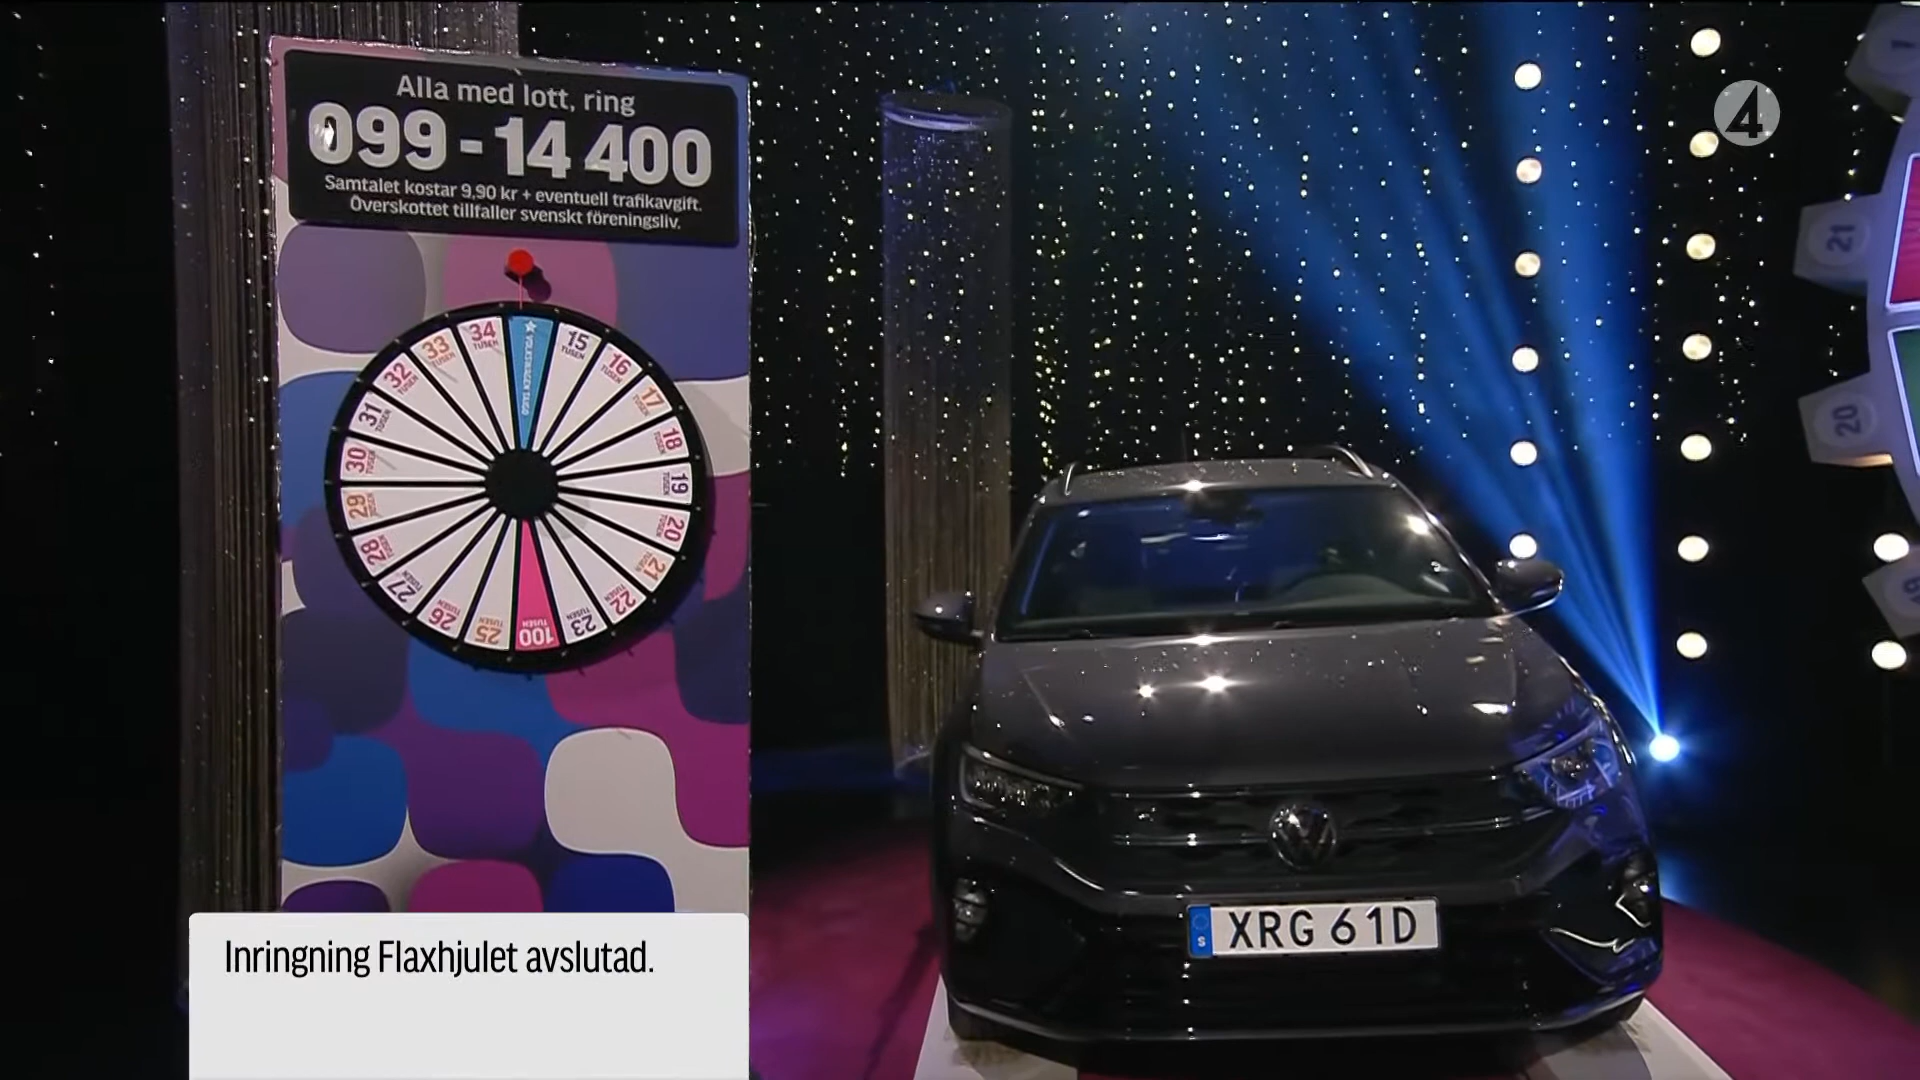 Alla med lott, ring
099-14 400
Samtalet kostar 9,90 kr + eventuell trafikavgift.
Överskottet tillfaller svenskt föreningsliv.
4
VOLKSWAGEN TAIGO
15 TUSEN
16 TUSEN
17 TUSEN
18 TUSEN
19 TUSEN
20 TUSEN
21 TUSEN
22 TUSEN
23 TUSEN
100 TUSEN
25 TUSEN
26 TUSEN
27 TUSEN
28 TUSEN
29 TUSEN
30 TUSEN
31 TUSEN
32 TUSEN
33 TUSEN
34 TUSEN
1
21
20
S
XRG 61D
Inringning Flaxhjulet avslutad.